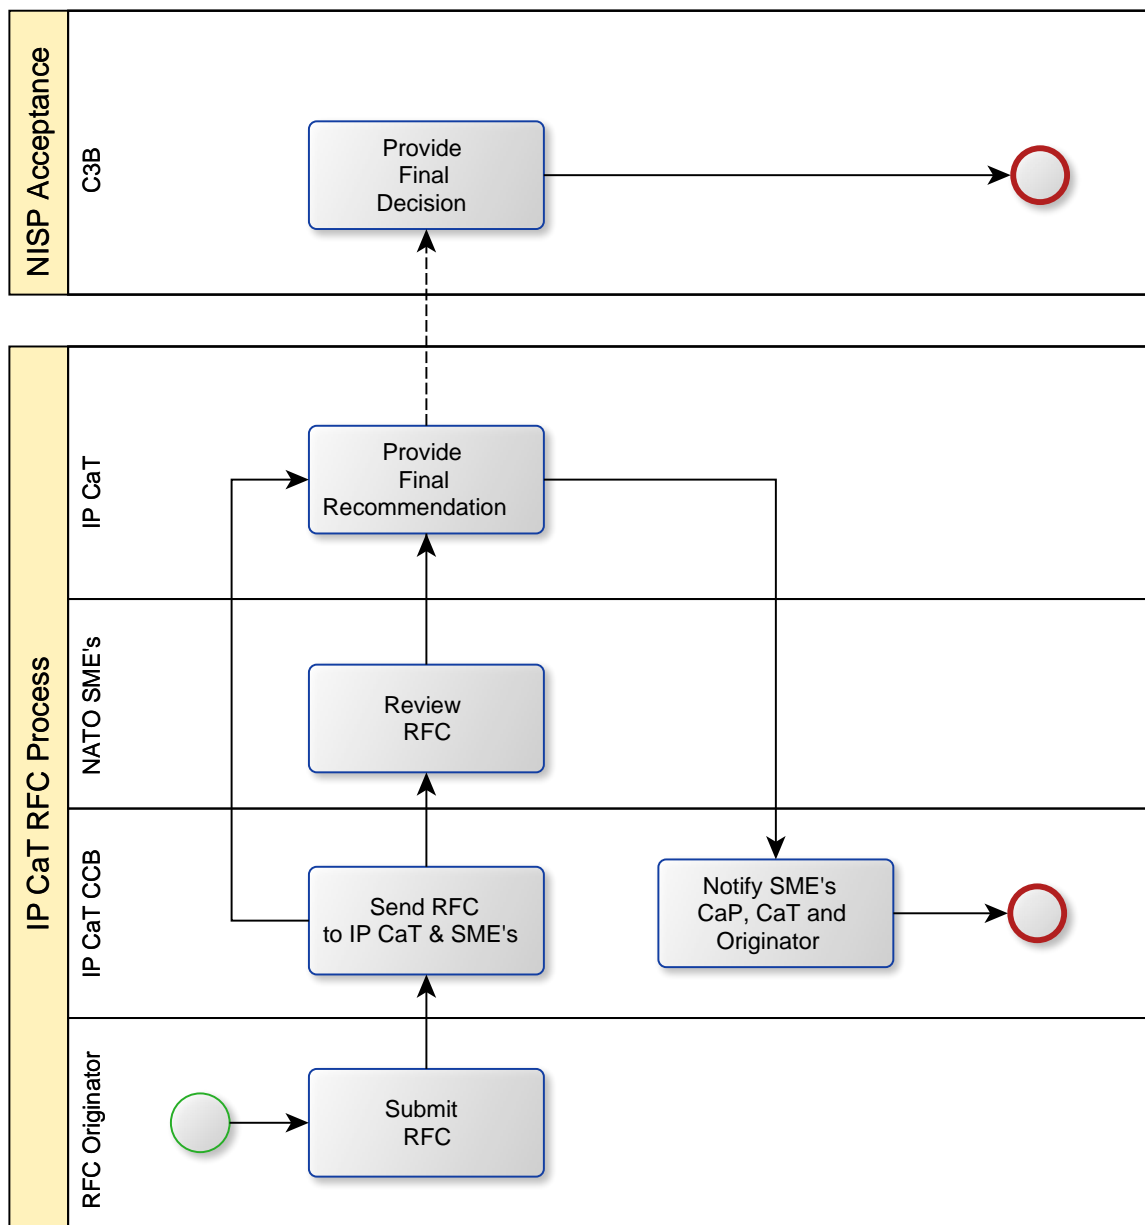 NISP Acceptance
C3B
Provide
Final
Decision
IP CaT RFC Process
IP CaT
Provide
Final
Recommendation
NATO SME's
Review
RFC
IP CaT CCB
Send RFC
to IP CaT & SME's
Notify SME's
CaP, CaT and
Originator
RFC Originator
Submit
RFC